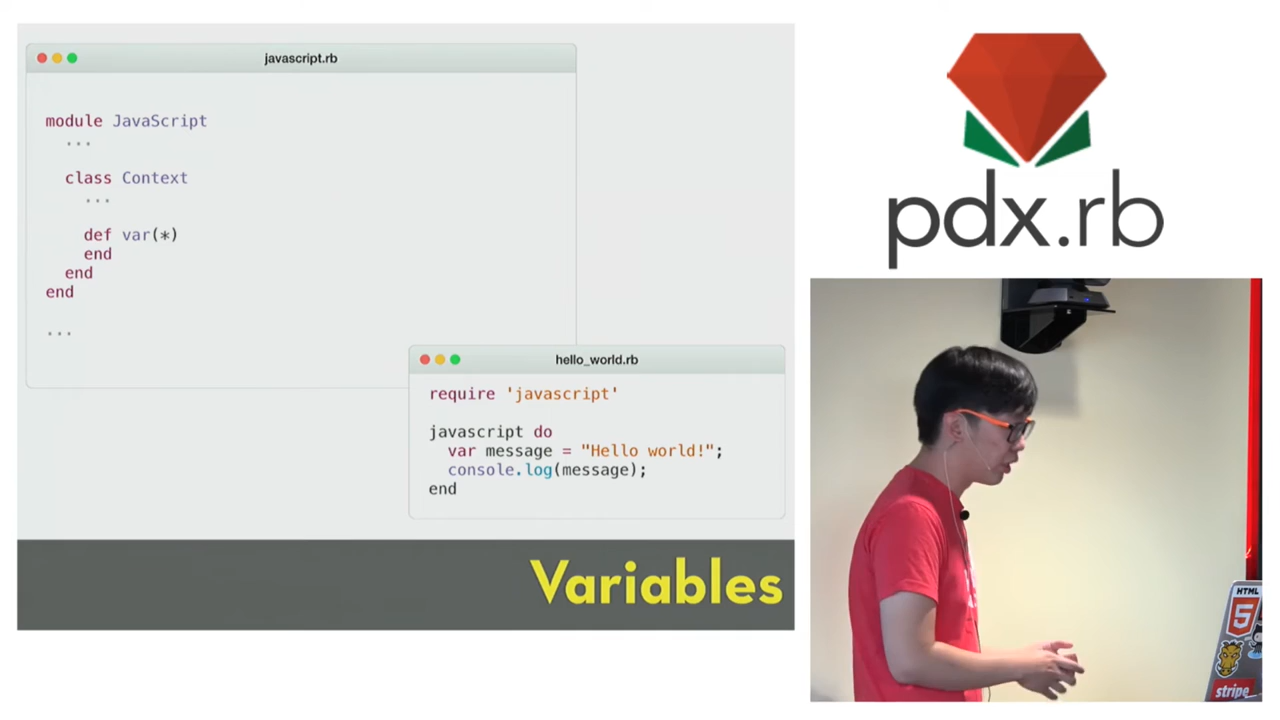 javascript.rb
module JavaScript
...
class Context
...
def var(*)
end
end
end
...
hello_world.rb
require 'javascript'
javascript do
var message = "Hello world!";
console.log(message);
end
Variables
pdx.rb
HTML
5
stripe